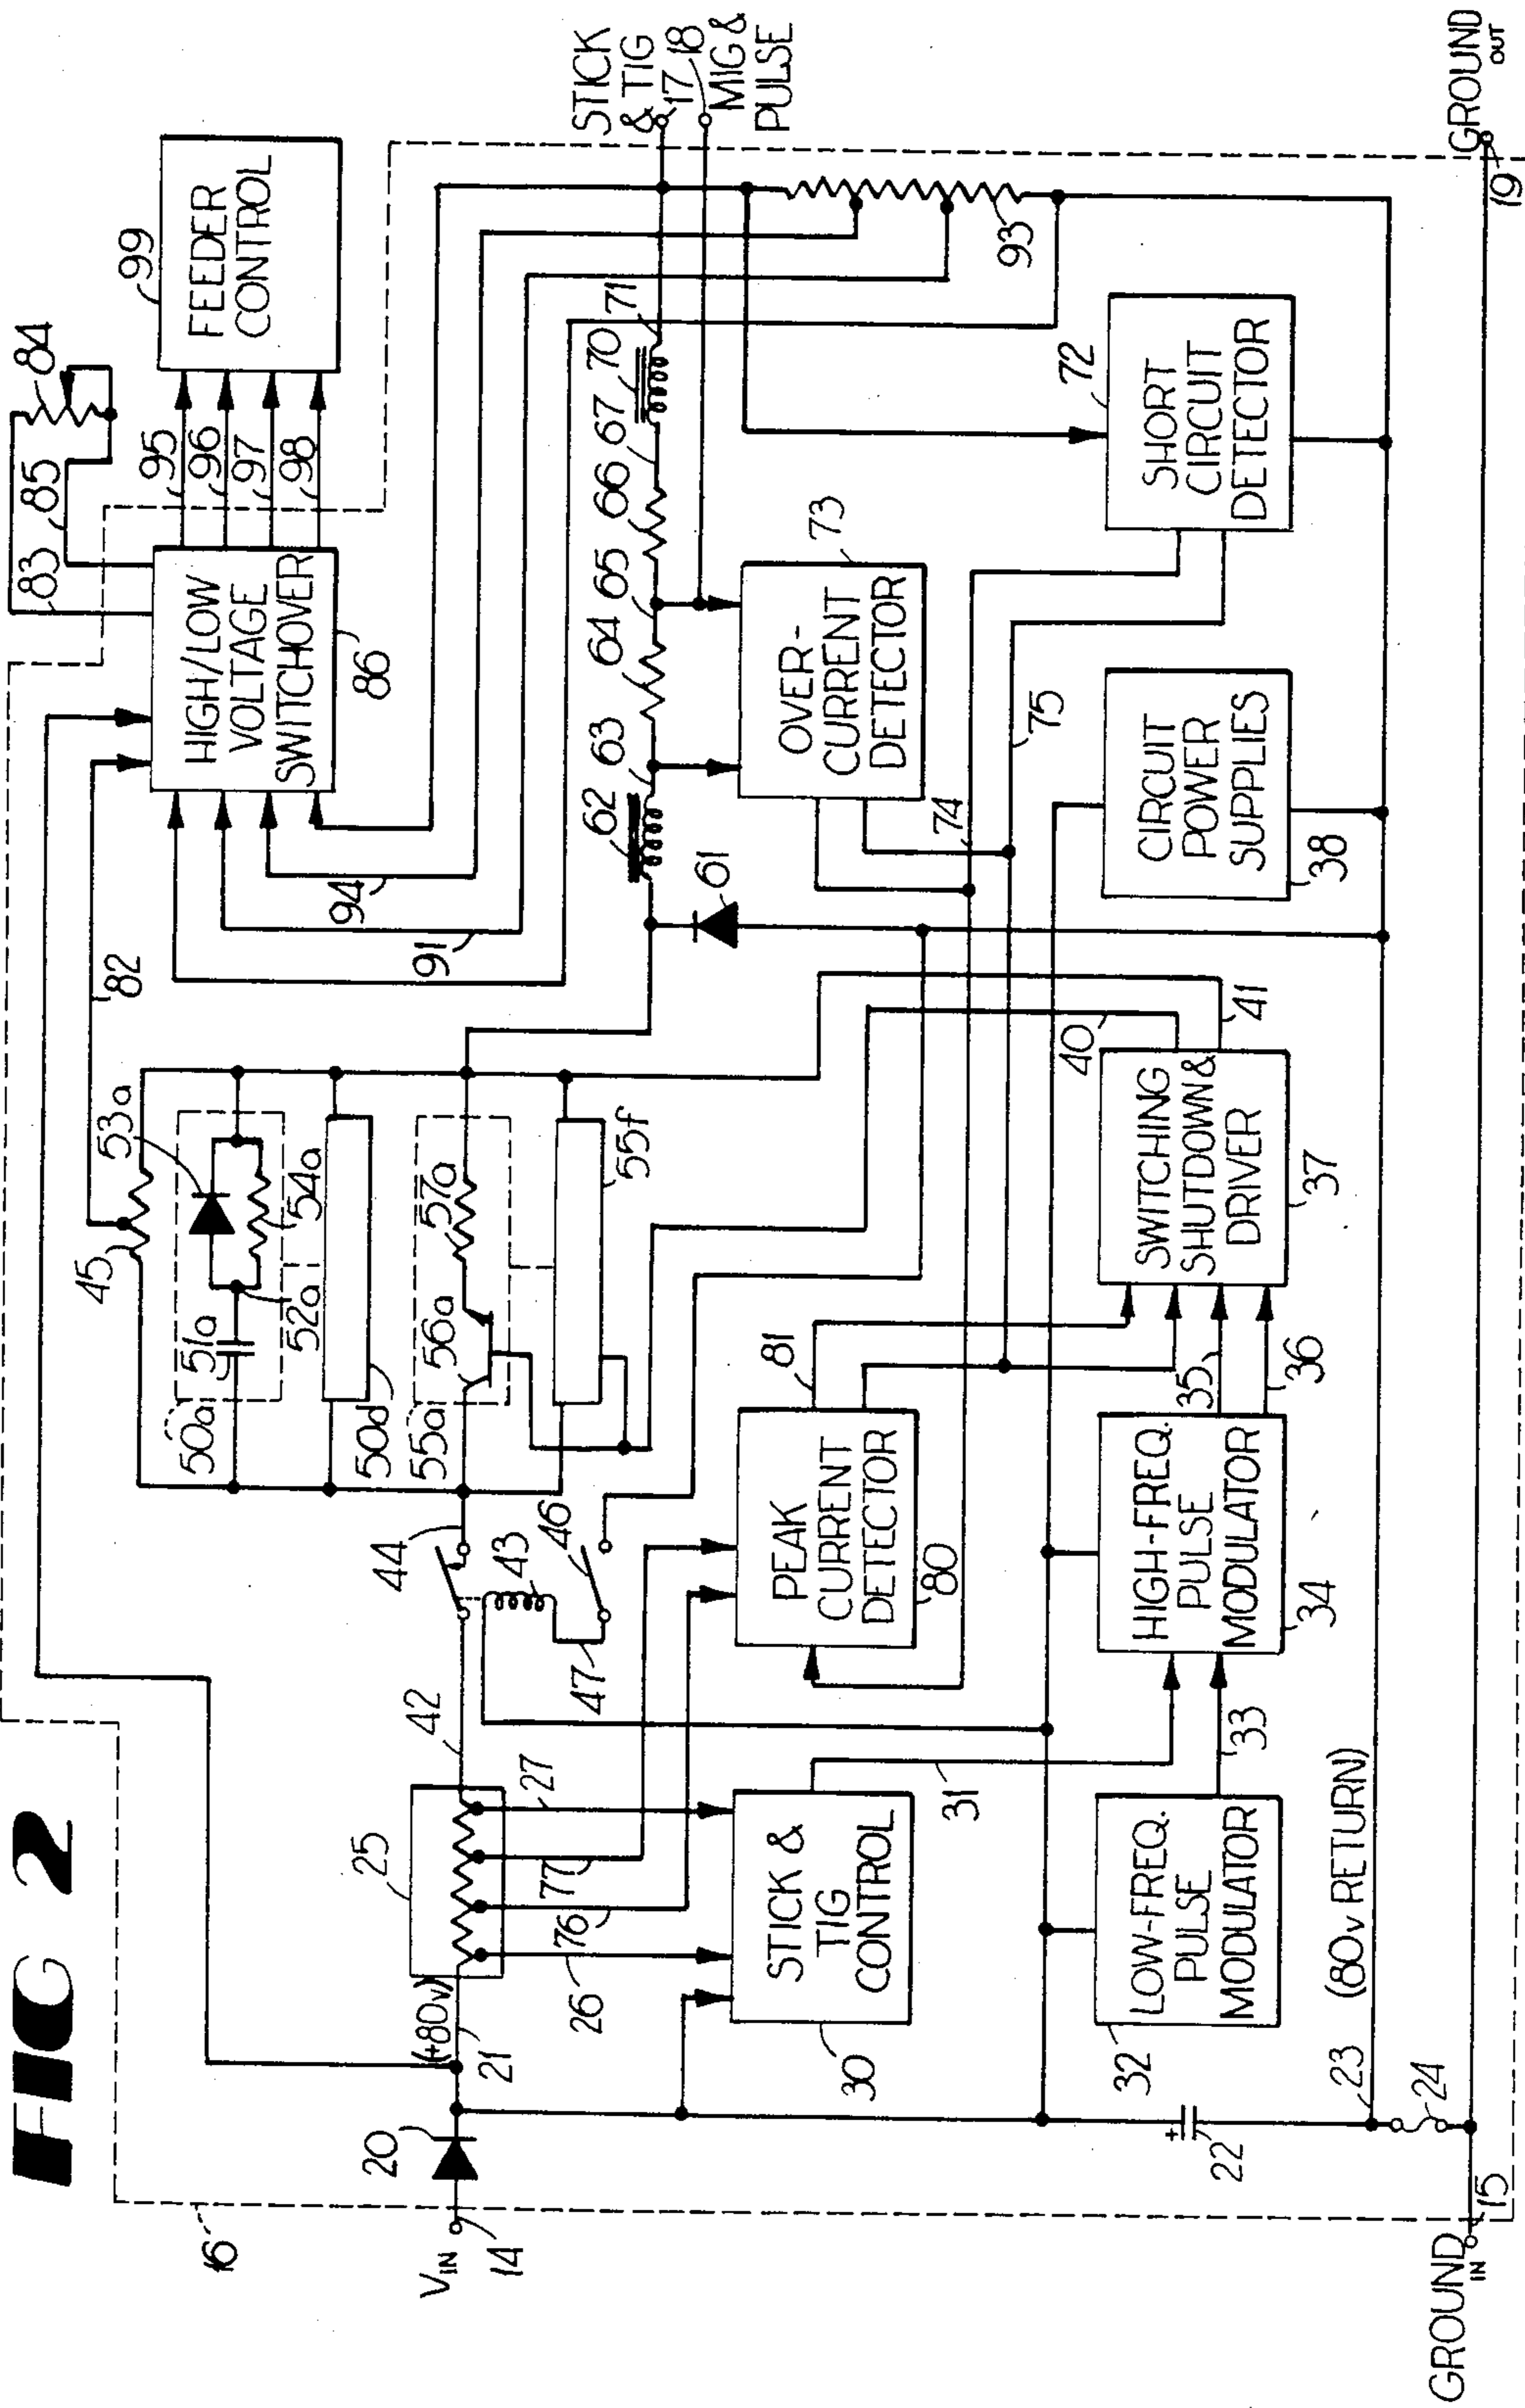 FIG 2
16
VIN
14
20
(+80v)
21
25
42
26
76
77
27
44
43
46
47
45
82
50a
51a
52a
53a
54a
50d
55a
56a
57a
55f
83
85
84
HIGH/LOW
VOLTAGE
SWITCHOVER
86
95
96
97
98
99
FEEDER
CONTROL
94
91
61
62
63
64
65
66
67
70
71
STICK
& TIG
17
18
MIG &
PULSE
93
STICK &
TIG
CONTROL
30
31
PEAK
CURRENT
DETECTOR
80
81
OVER-
CURRENT
DETECTOR
73
74
75
SHORT
CIRCUIT
DETECTOR
72
LOW-FREQ.
PULSE
MODULATOR
32
33
HIGH-FREQ.
PULSE
MODULATOR
34
35
36
SWITCHING
SHUTDOWN &
DRIVER
37
40
41
CIRCUIT
POWER
SUPPLIES
38
22
23
(80v RETURN)
24
GROUND
IN
15
GROUND
OUT
19